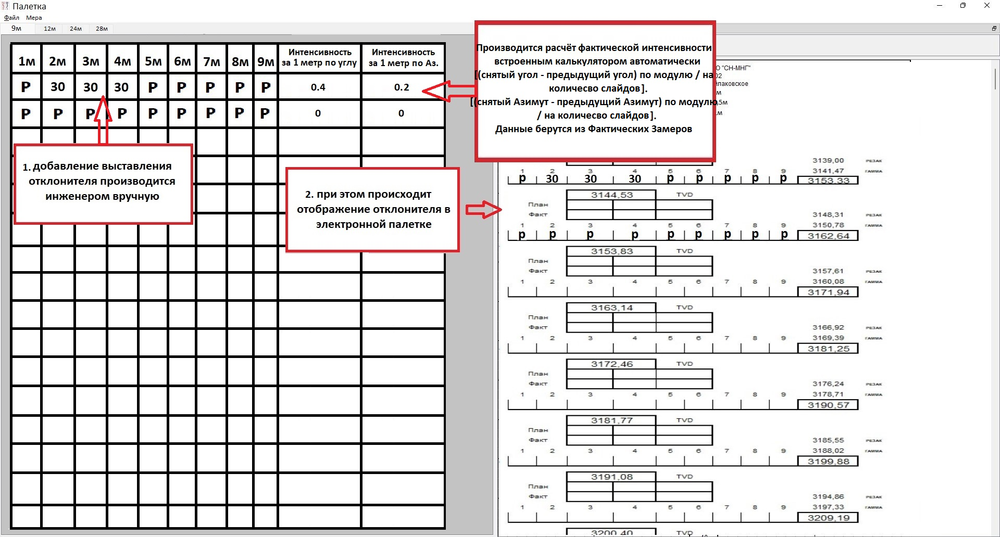 Палетка
Файл Мера
9м 12м 24м 28м
1м 2м 3м 4м 5м 6м 7м 8м 9м Интенсивность за 1 метр по углу Интенсивность за 1 метр по Аз.
Р 30 30 30 Р Р Р Р Р 0.4 0.2
Р Р Р Р Р Р Р Р Р 0 0
1. добавление выставления
отклонителя производится
инженером вручную
2. при этом происходит
отображение отклонителя в
электронной палетке
Производится расчёт фактической интенсивности
встроенным калькулятором автоматически
[(снятый угол - предыдущий угол) по модулю / на
количесво слайдов].
[(снятый Азимут - предыдущий Азимут) по модулю
/ на количесво слайдов].
Данные берутся из Фактических Замеров
О "СН-МНГ"
02
йлаковское
м
,5м
м
3139,00 РЕЗАК
1 2 3 4 5 6 7 8 9 3141,47 ГАММА
р 30 30 30 р р р р р 3153,33
3144,53 TVD
План
Факт 3148,31 РЕЗАК
1 2 3 4 5 6 7 8 9 3150,78 ГАММА
р р р р р р р р р 3162,64
3153,83 TVD
План
Факт 3157,61 РЕЗАК
1 2 3 4 5 6 7 8 9 3160,08 ГАММА
3171,94
3163,14 TVD
План
Факт 3166,92 РЕЗАК
1 2 3 4 5 6 7 8 9 3169,39 ГАММА
3181,25
3172,46 TVD
План
Факт 3176,24 РЕЗАК
1 2 3 4 5 6 7 8 9 3178,71 ГАММА
3190,57
3181,77 TVD
План
Факт 3185,55 РЕЗАК
1 2 3 4 5 6 7 8 9 3188,02 ГАММА
3199,88
3191,08 TVD
План
Факт 3194,86 РЕЗАК
1 2 3 4 5 6 7 8 9 3197,33 ГАММА
3209,19
3200,40 TVD